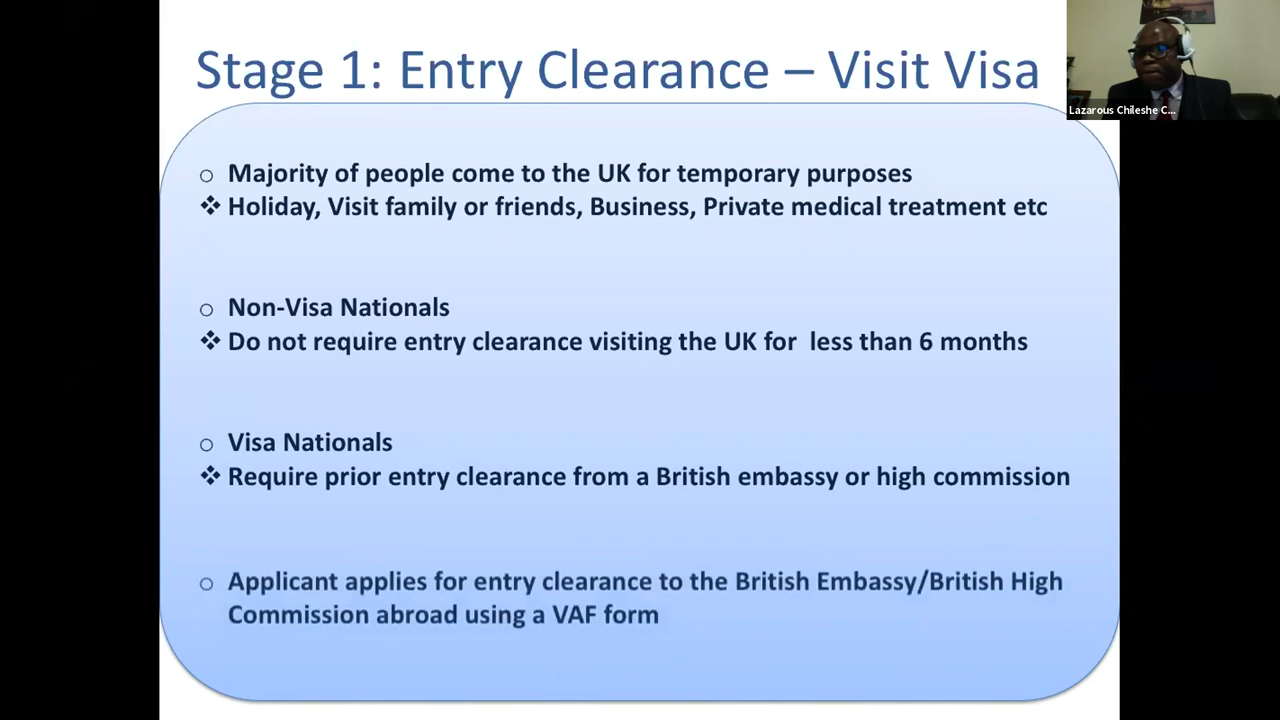 Stage 1: Entry Clearance – Visit Visa
Lazarous Chileshe C...
○ Majority of people come to the UK for temporary purposes
❖ Holiday, Visit family or friends, Business, Private medical treatment etc
○ Non-Visa Nationals
❖ Do not require entry clearance visiting the UK for less than 6 months
○ Visa Nationals
❖ Require prior entry clearance from a British embassy or high commission
○ Applicant applies for entry clearance to the British Embassy/British High
Commission abroad using a VAF form